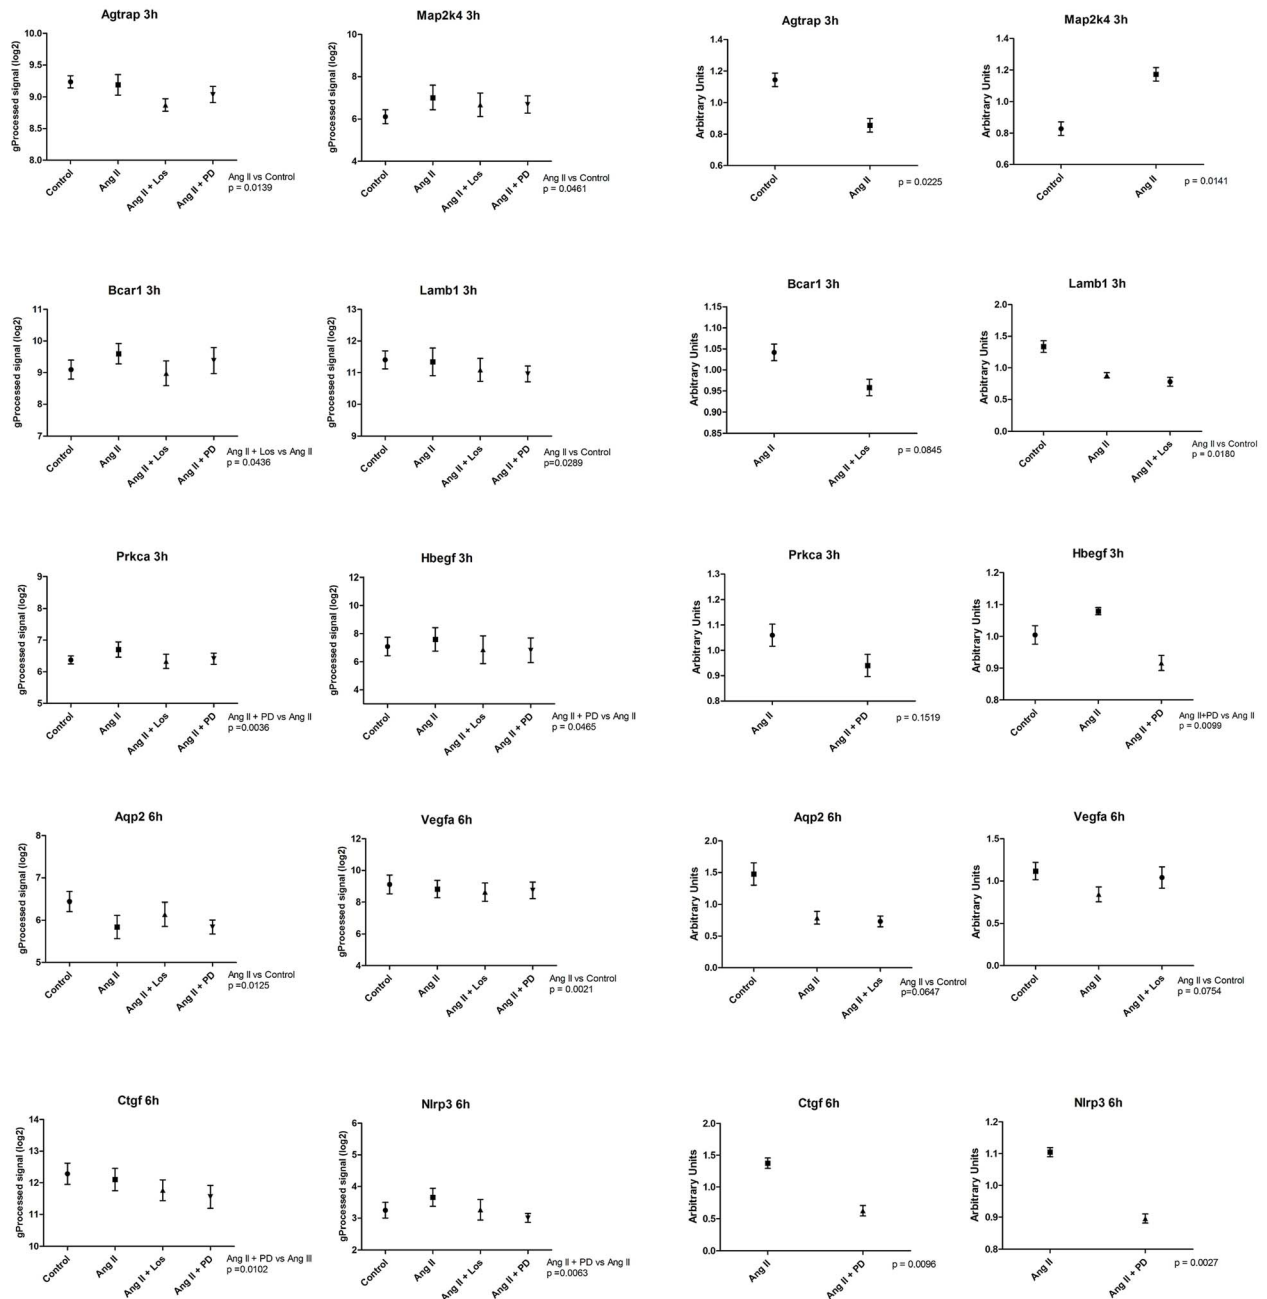 Agtrap 3h
gProcessed signal (log2)
10.0
9.5
9.0
8.5
8.0
Control
Ang II
Ang II + Los
Ang II + PD
Ang II vs Control
p = 0.0139
Map2k4 3h
10
8
6
4
Control
Ang II
Ang II + Los
Ang II + PD
Ang II vs Control
p = 0.0461
Agtrap 3h
Arbitrary Units
1.4
1.2
1.0
0.8
0.6
Control
Ang II
p = 0.0225
Map2k4 3h
Arbitrary Units
1.4
1.2
1.0
0.8
0.6
Control
Ang II
p = 0.0141
Bcar1 3h
gProcessed signal (log2)
11
10
9
8
7
Control
Ang II
Ang II + Los
Ang II + PD
Ang II + Los vs Ang II
p = 0.0436
Lamb1 3h
13
12
11
10
9
Control
Ang II
Ang II + Los
Ang II + PD
Ang II vs Control
p=0.0289
Bcar1 3h
Arbitrary Units
1.15
1.10
1.05
1.00
0.95
0.90
0.85
Ang II
Ang II + Los
p = 0.0845
Lamb1 3h
Arbitrary Units
2.0
1.5
1.0
0.5
0.0
Control
Ang II
Ang II + Los
Ang II vs Control
p = 0.0180
Prkca 3h
gProcessed signal (log2)
9
8
7
6
5
Control
Ang II
Ang II + Los
Ang II + PD
Ang II + PD vs Ang II
p =0.0036
Hbegf 3h
12
10
8
6
4
Control
Ang II
Ang II + Los
Ang II + PD
Ang II + PD vs Ang II
p = 0.0465
Prkca 3h
Arbitrary Units
1.3
1.2
1.1
1.0
0.9
0.8
Ang II
Ang II + PD
p = 0.1519
Hbegf 3h
Arbitrary Units
1.2
1.1
1.0
0.9
0.8
Control
Ang II
Ang II + PD
Ang II+PD vs Ang II
p = 0.0099
Aqp2 6h
gProcessed signal (log2)
8
7
6
5
Control
Ang II
Ang II + Los
Ang II + PD
Ang II vs Control
p =0.0125
Vegfa 6h
12
10
8
6
4
Control
Ang II
Ang II + Los
Ang II + PD
Ang II vs Control
p = 0.0021
Aqp2 6h
Arbitrary Units
2.0
1.5
1.0
0.5
0.0
Control
Ang II
Ang II + Los
Ang II vs Control
p=0.0647
Vegfa 6h
Arbitrary Units
1.5
1.0
0.5
0.0
Control
Ang II
Ang II + Los
Ang II vs Control
p = 0.0754
Ctgf 6h
gProcessed signal (log2)
14
13
12
11
10
Control
Ang II
Ang II + Los
Ang II + PD
Ang II + PD vs Ang III
p =0.0102
Nlrp3 6h
6
5
4
3
2
Control
Ang II
Ang II + Los
Ang II + PD
Ang II + PD vs Ang II
p =0.0063
Ctgf 6h
Arbitrary Units
2.0
1.5
1.0
0.5
0.0
Ang II
Ang II + PD
p = 0.0096
Nlrp3 6h
Arbitrary Units
1.2
1.1
1.0
0.9
0.8
Ang II
Ang II + PD
p = 0.0027